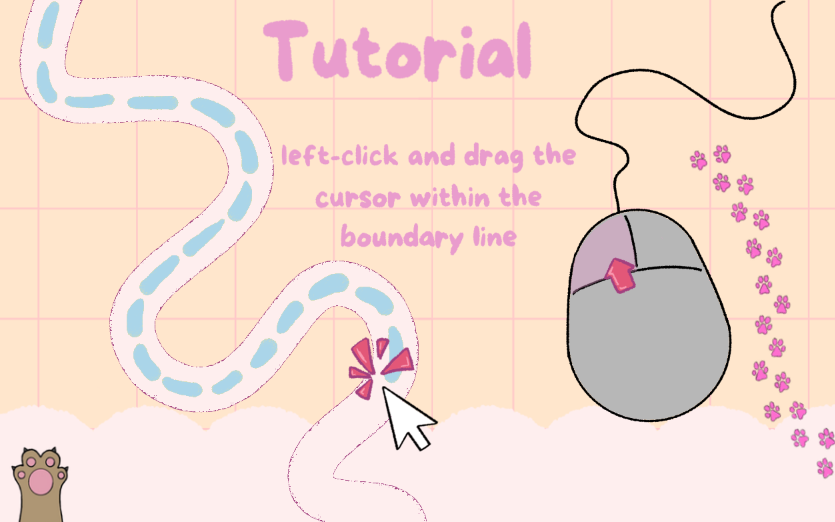 Tutorial
left-click and drag the
cursor within the
boundary line